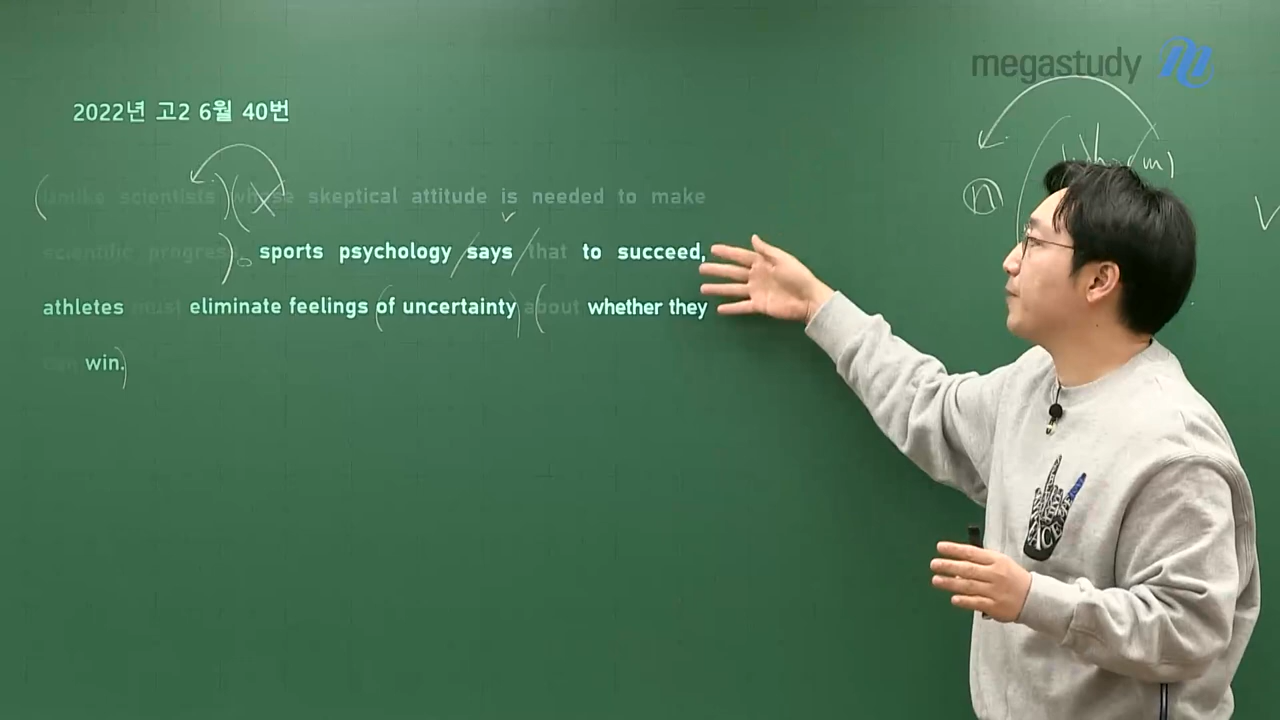 megastudy
2022년 고2 6월 40번
(unlike scientists) (whose skeptical attitude is needed to make
scientific progress). sports psychology / says / that to succeed,
athletes must eliminate feelings (of uncertainty) (about whether they
can win.)
n